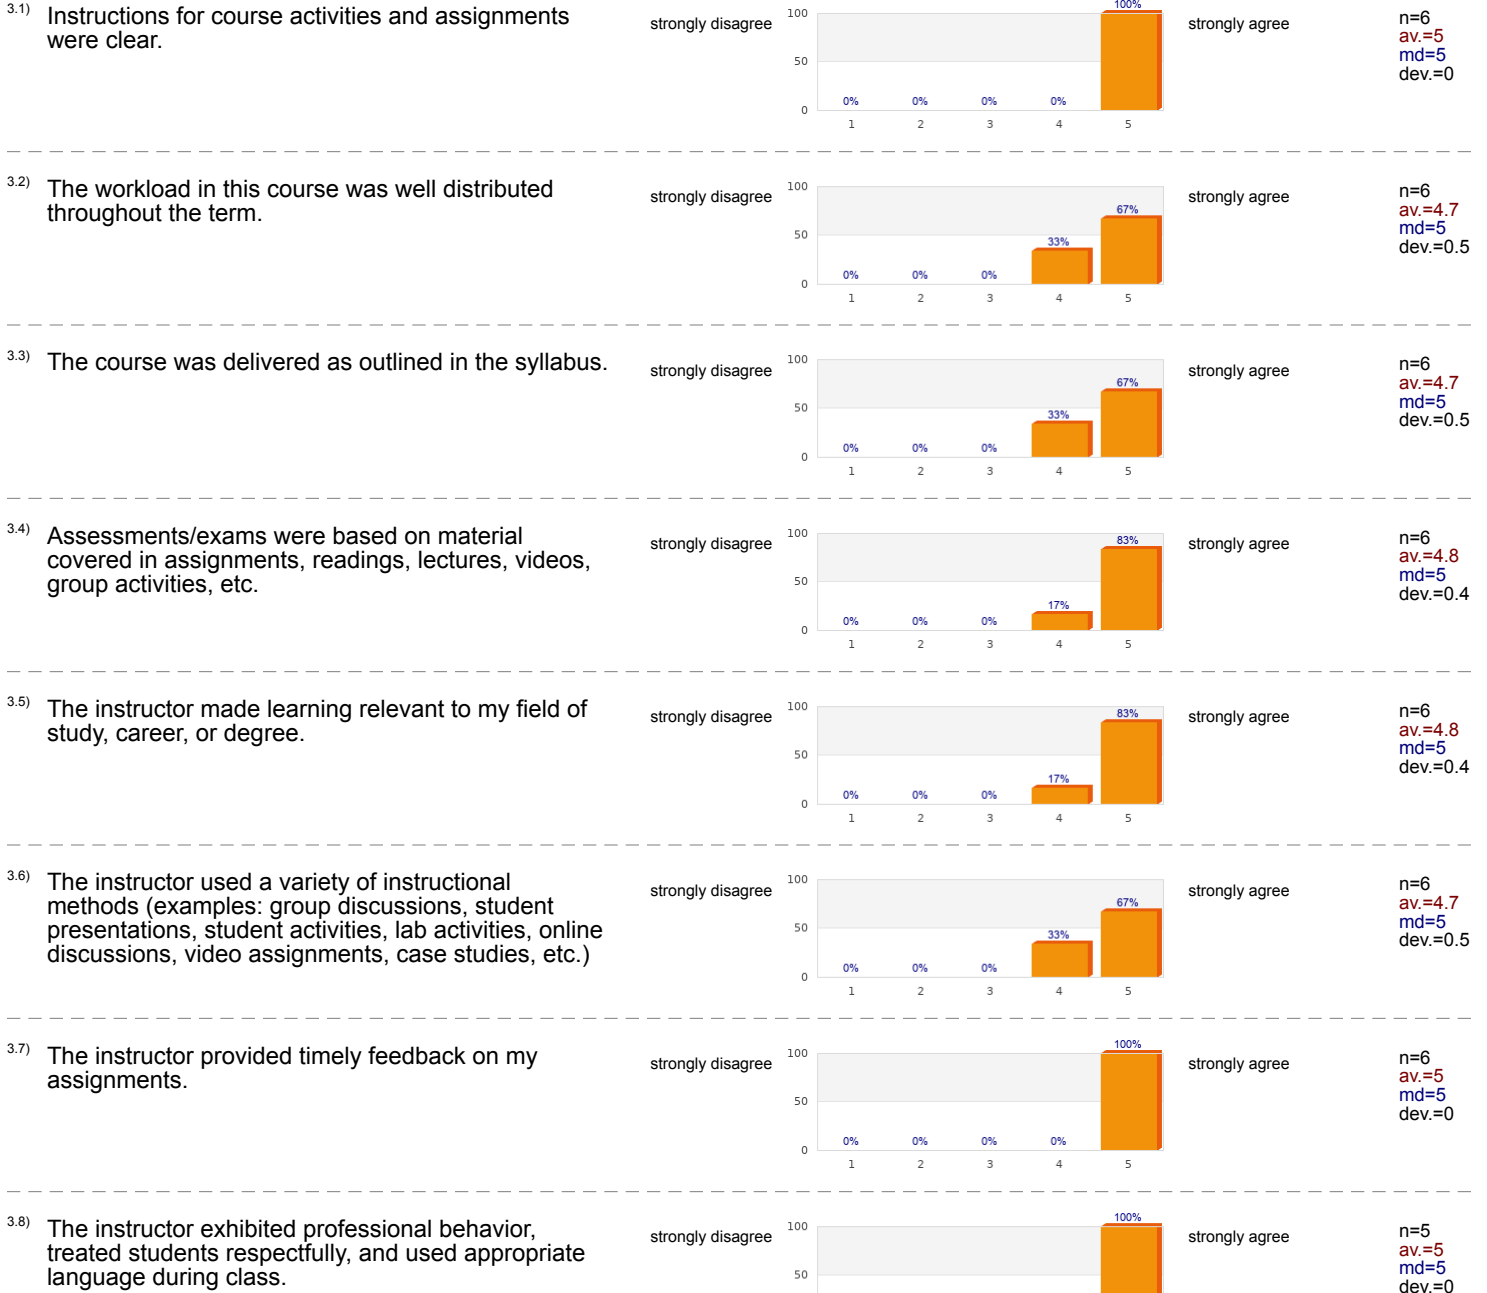 3.1) Instructions for course activities and assignments
were clear.
strongly disagree
100
50
0
0%
0%
0%
0%
100%
1
2
3
4
5
strongly agree
n=6
av.=5
md=5
dev.=0
3.2) The workload in this course was well distributed
throughout the term.
strongly disagree
100
50
0
0%
0%
0%
33%
67%
1
2
3
4
5
strongly agree
n=6
av.=4.7
md=5
dev.=0.5
3.3) The course was delivered as outlined in the syllabus.
strongly disagree
100
50
0
0%
0%
0%
33%
67%
1
2
3
4
5
strongly agree
n=6
av.=4.7
md=5
dev.=0.5
3.4) Assessments/exams were based on material
covered in assignments, readings, lectures, videos,
group activities, etc.
strongly disagree
100
50
0
0%
0%
0%
17%
83%
1
2
3
4
5
strongly agree
n=6
av.=4.8
md=5
dev.=0.4
3.5) The instructor made learning relevant to my field of
study, career, or degree.
strongly disagree
100
50
0
0%
0%
0%
17%
83%
1
2
3
4
5
strongly agree
n=6
av.=4.8
md=5
dev.=0.4
3.6) The instructor used a variety of instructional
methods (examples: group discussions, student
presentations, student activities, lab activities, online
discussions, video assignments, case studies, etc.)
strongly disagree
100
50
0
0%
0%
0%
33%
67%
1
2
3
4
5
strongly agree
n=6
av.=4.7
md=5
dev.=0.5
3.7) The instructor provided timely feedback on my
assignments.
strongly disagree
100
50
0
0%
0%
0%
0%
100%
1
2
3
4
5
strongly agree
n=6
av.=5
md=5
dev.=0
3.8) The instructor exhibited professional behavior,
treated students respectfully, and used appropriate
language during class.
strongly disagree
100
50
100%
strongly agree
n=5
av.=5
md=5
dev.=0